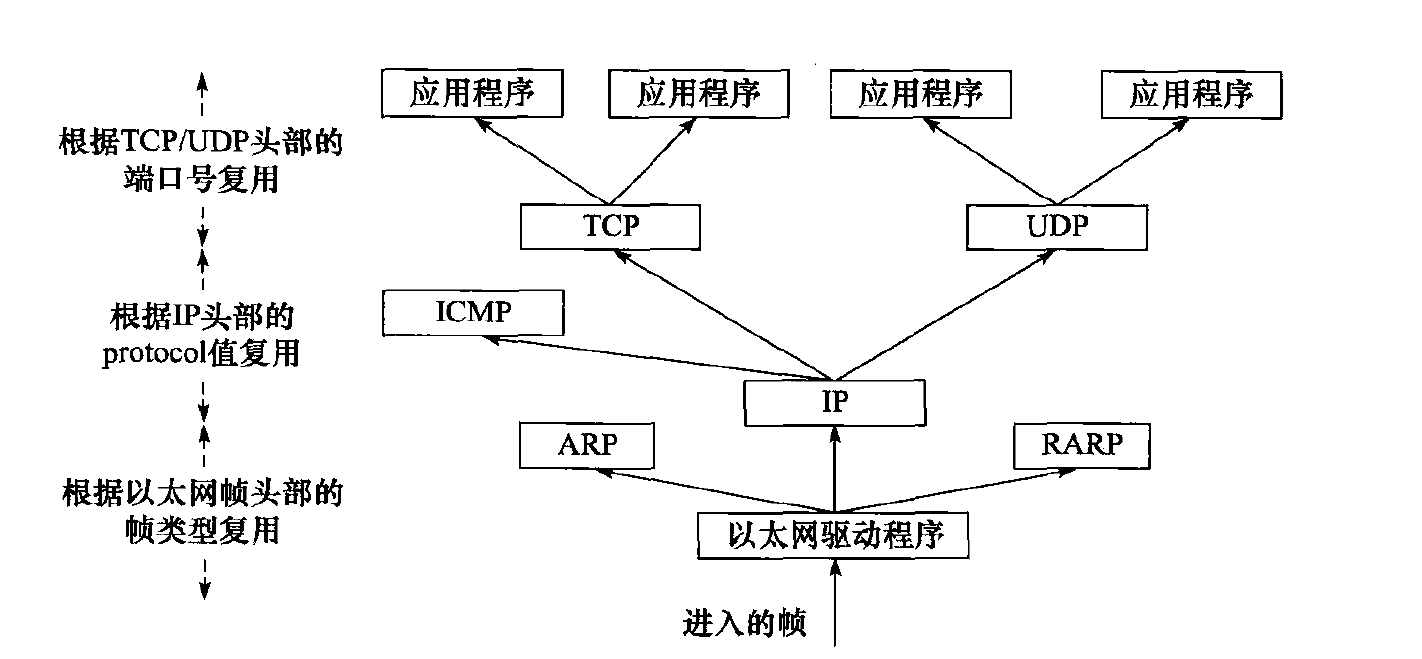 应用程序
应用程序
应用程序
应用程序
根据TCP/UDP头部的
端口号复用
TCP
UDP
ICMP
根据IP头部的
protocol值复用
IP
ARP
RARP
根据以太网帧头部的
帧类型复用
以太网驱动程序
进入的帧